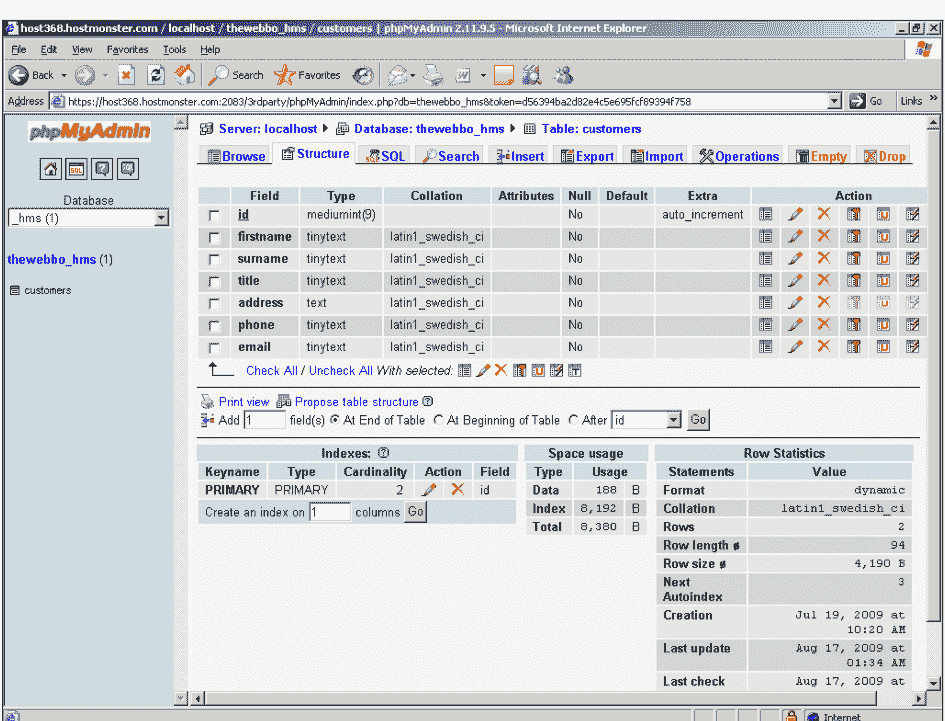 host368.hostmonster.com / localhost / thewebbo_hms / customers | phpMyAdmin 2.11.9.5 - Microsoft Internet Explorer
File Edit View Favorites Tools Help
Back Search Favorites
Address https://host368.hostmonster.com:2083/3rdparty/phpMyAdmin/index.php?db=thewebbo_hms&token=d56394ba2d82e4c5e695fcf89394f758 Go Links »
phpMyAdmin
SQL
Database
_hms (1)
thewebbo_hms (1)
customers
Server: localhost Database: thewebbo_hms Table: customers
Browse Structure SQL Search Insert Export Import Operations Empty Drop
Field Type Collation Attributes Null Default Extra Action
id mediumint(9) No auto_increment
firstname tinytext latin1_swedish_ci No
surname tinytext latin1_swedish_ci No
title tinytext latin1_swedish_ci No
address text latin1_swedish_ci No
phone tinytext latin1_swedish_ci No
email tinytext latin1_swedish_ci No
Check All / Uncheck All With selected:
Print view Propose table structure
Add 1 field(s) At End of Table At Beginning of Table After id Go
Indexes:
Keyname Type Cardinality Action Field
PRIMARY PRIMARY 2 id
Create an index on 1 columns Go
Space usage
Type Usage
Data 188 B
Index 8,192 B
Total 8,380 B
Row Statistics
Statements Value
Format dynamic
Collation latin1_swedish_ci
Rows 2
Row length ø 94
Row size ø 4,190 B
Next 3
Autoindex
Creation Jul 19, 2009 at
10:20 AM
Last update Aug 17, 2009 at
01:34 AM
Last check Aug 17, 2009 at
Internet